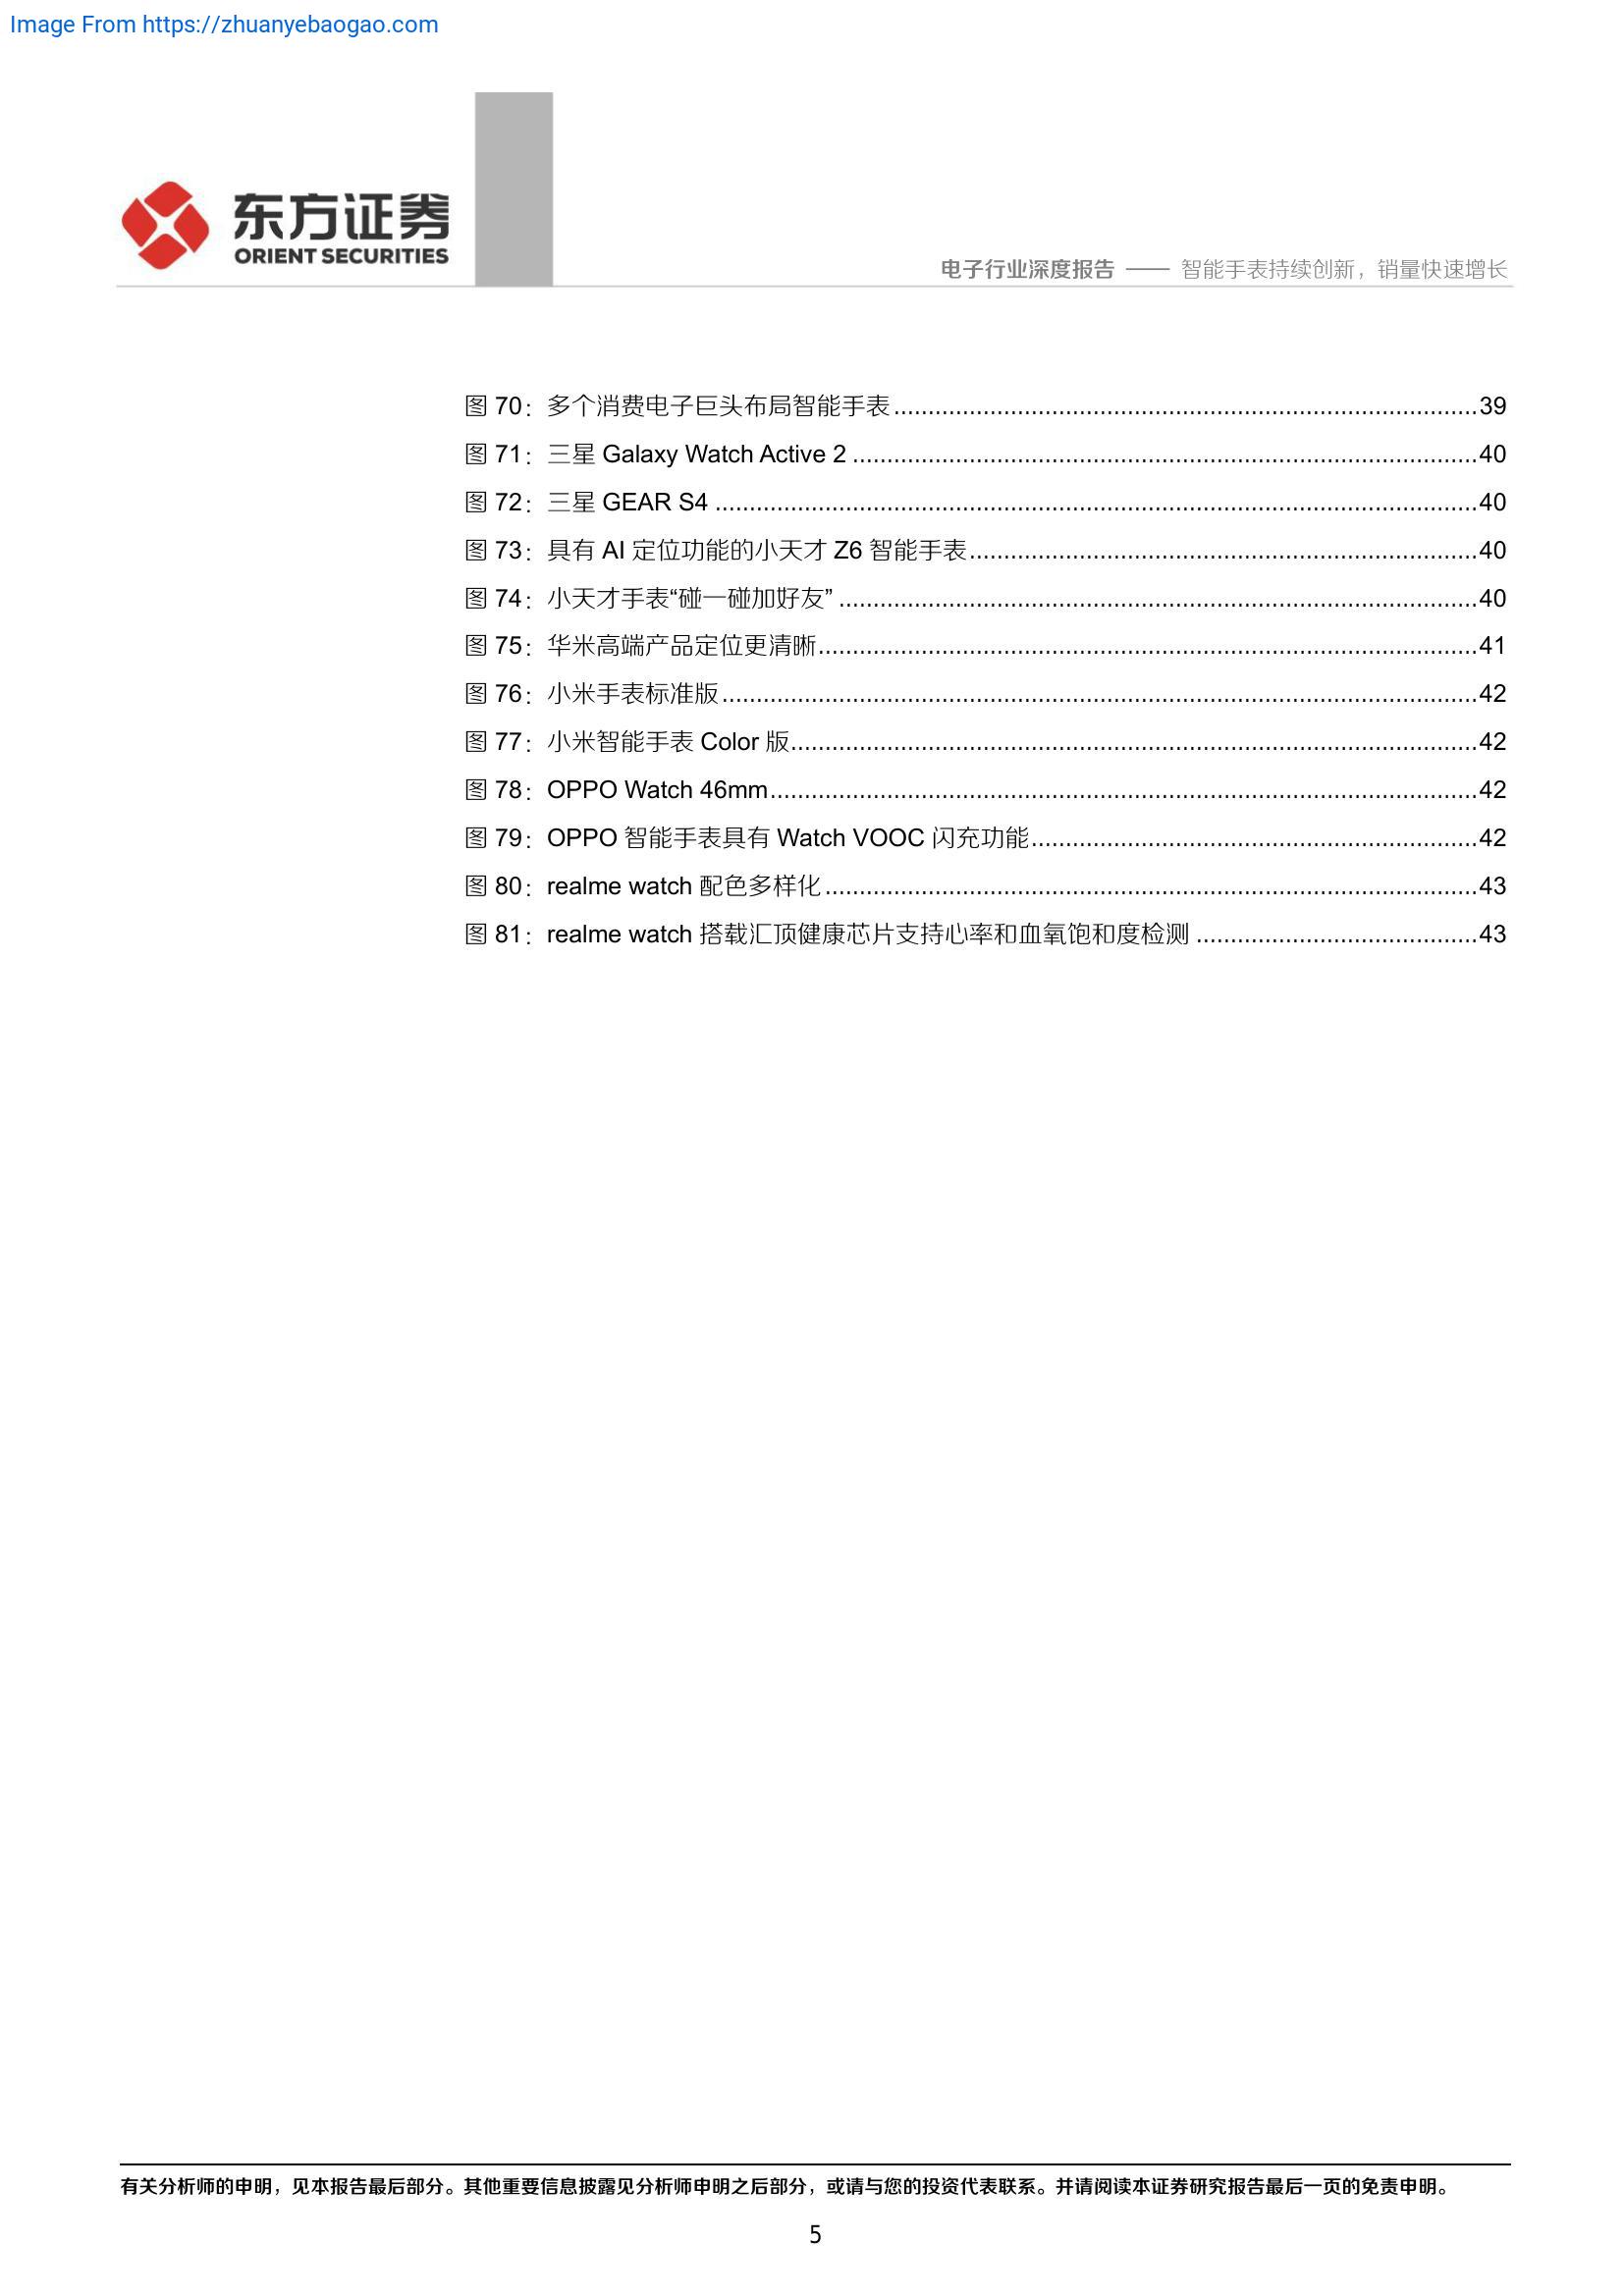 Image From https://zhuanyebaogao.com
东方证券
ORIENT SECURITIES
电子行业深度报告 —— 智能手表持续创新，销量快速增长
图 70：多个消费电子巨头布局智能手表....................................................................................39
图 71：三星 Galaxy Watch Active 2 ..........................................................................................40
图 72：三星 GEAR S4 ..............................................................................................................40
图 73：具有 AI 定位功能的小天才 Z6 智能手表.........................................................................40
图 74：小天才手表“碰一碰加好友” ............................................................................................40
图 75：华米高端产品定位更清晰...............................................................................................41
图 76：小米手表标准版.............................................................................................................42
图 77：小米智能手表 Color 版...................................................................................................42
图 78：OPPO Watch 46mm......................................................................................................42
图 79：OPPO 智能手表具有 Watch VOOC 闪充功能................................................................42
图 80：realme watch 配色多样化..............................................................................................43
图 81：realme watch 搭载汇顶健康芯片支持心率和血氧饱和度检测 .........................................43
有关分析师的申明，见本报告最后部分。其他重要信息披露见分析师申明之后部分，或请与您的投资代表联系。并请阅读本证券研究报告最后一页的免责申明。
5